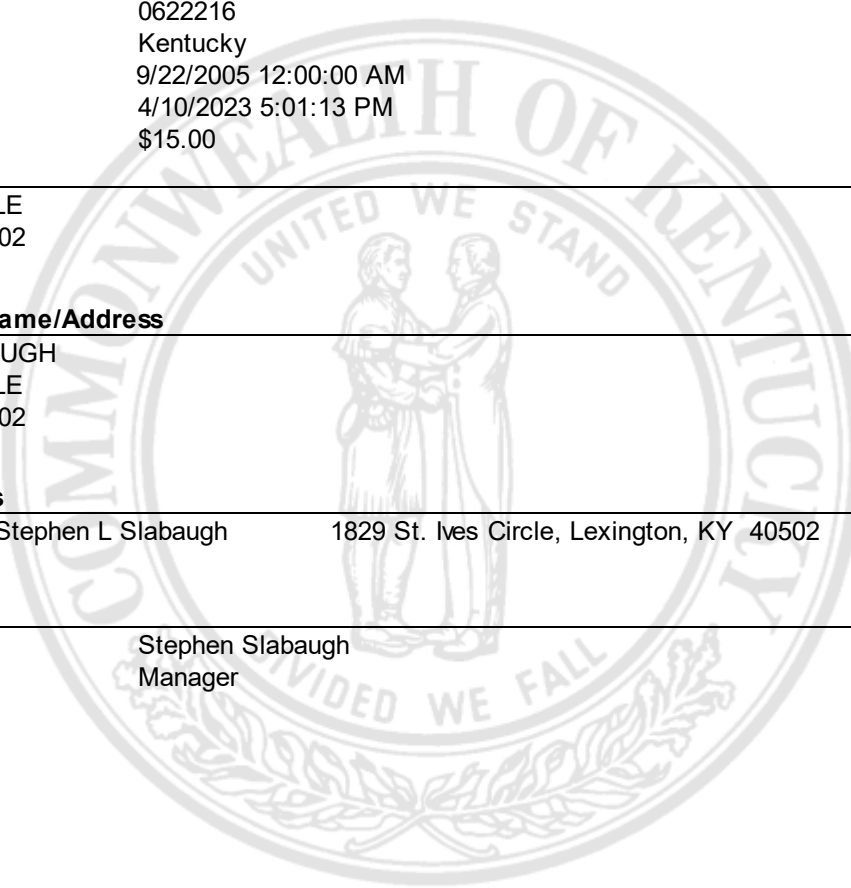 0622216
Kentucky
9/22/2005 12:00:00 AM
4/10/2023 5:01:13 PM
$15.00
LE
02
ame/Address
UGH
LE
02
s
Stephen L Slabaugh 1829 St. Ives Circle, Lexington, KY 40502
Stephen Slabaugh
Manager
COMMONWEALTH OF KENTUCKY
UNITED WE STAND
DIVIDED WE FALL